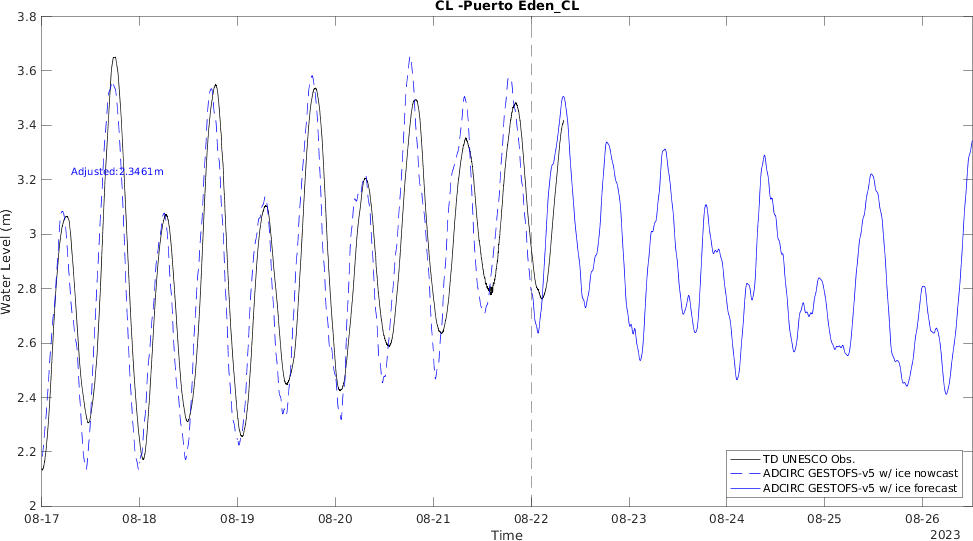 CL -Puerto Eden_CL
3.8
3.6
3.4
3.2
3
2.8
2.6
2.4
2.2
2
Water Level (m)
Adjusted:2.3461m
TD UNESCO Obs.
ADCIRC GESTOFS-v5 w/ ice nowcast
ADCIRC GESTOFS-v5 w/ ice forecast
08-17 08-18 08-19 08-20 08-21 08-22 08-23 08-24 08-25 08-26
Time
2023